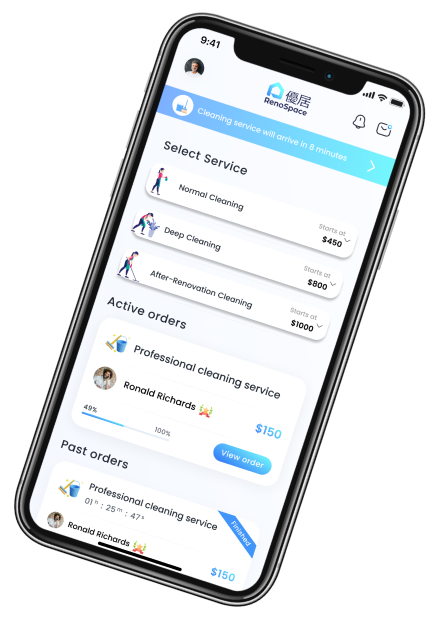 9:41
優居
RenoSpace
Cleaning service will arrive in 8 minutes
Select Service
Normal Cleaning
Starts at
$450
Deep Cleaning
Starts at
$800
After-Renovation Cleaning
Starts at
$1000
Active orders
Professional cleaning service
Ronald Richards
$150
49%
100%
View order
Past orders
Professional cleaning service
01 h : 25 m : 47 s
Finished
Ronald Richards
$150